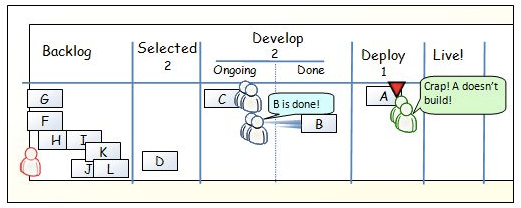 Backlog
Selected
2
Develop
2
Ongoing
Done
Deploy
1
Live!
G
F
H
I
K
J
L
D
C
B is done!
B
A
Crap! A doesn't
build!